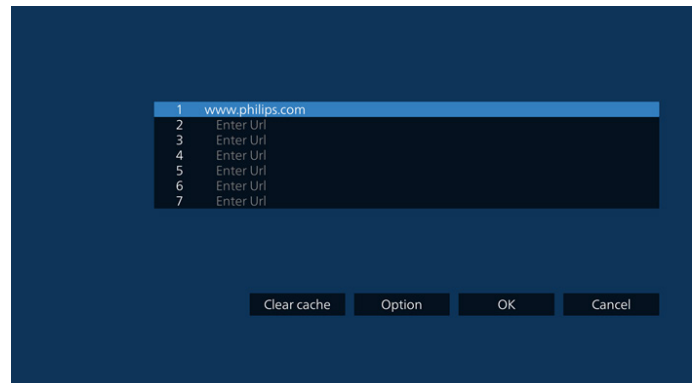 1 www.philips.com
2 Enter Url
3 Enter Url
4 Enter Url
5 Enter Url
6 Enter Url
7 Enter Url
Clear cache Option OK Cancel